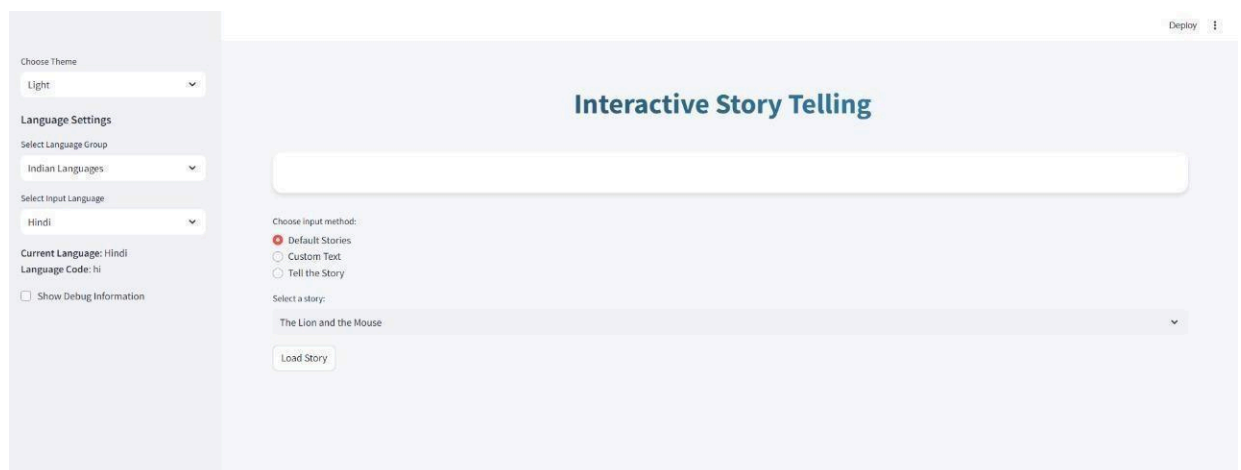 Deploy
Choose Theme
Light
Language Settings
Select Language Group
Indian Languages
Select Input Language
Hindi
Current Language: Hindi
Language Code: hi
Show Debug Information
Interactive Story Telling
Choose input method:
Default Stories
Custom Text
Tell the Story
Select a story:
The Lion and the Mouse
Load Story